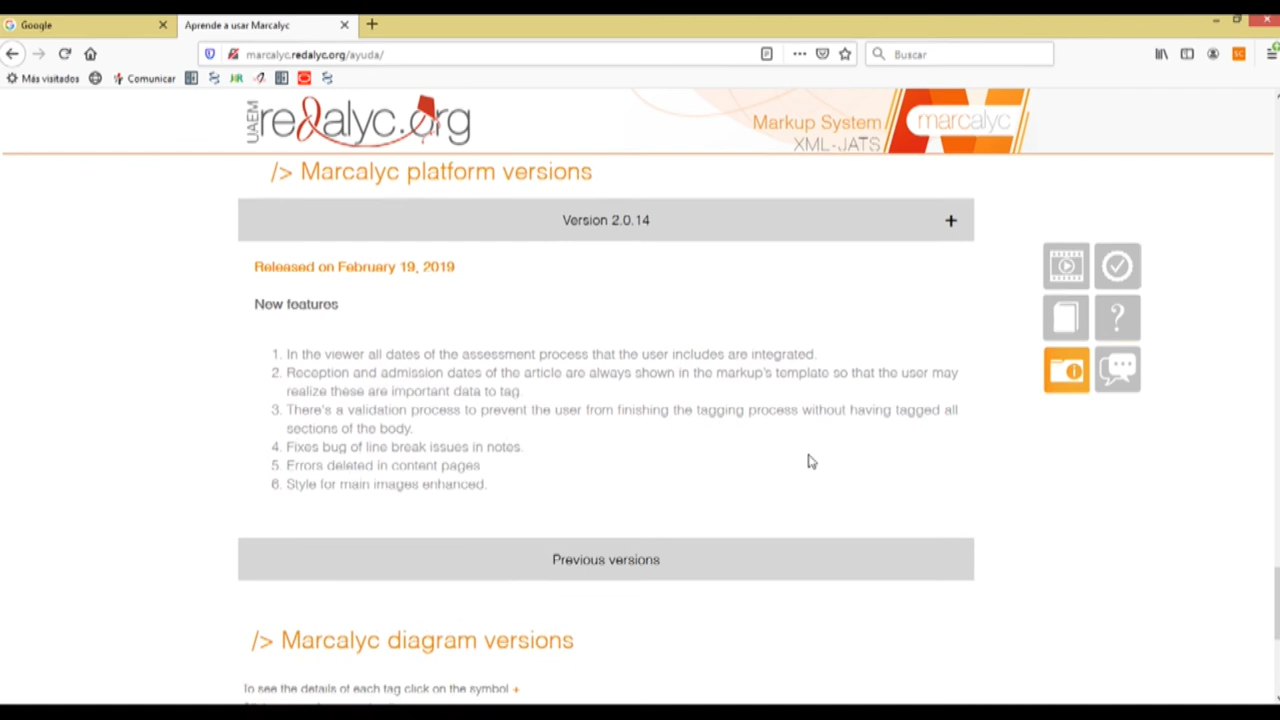 Google
Aprende a usar Marcalyc
marcalyc.redalyc.org/ayuda/
Buscar
Más visitados
Comunicar
UAEM
redalyc.org
Markup System
XML-JATS
marcalyc
/> Marcalyc platform versions
Version 2.0.14 +
Released on February 19, 2019
New features
1. In the viewer all dates of the assessment process that the user includes are integrated.
2. Reception and admission dates of the article are always shown in the markup's template so that the user may
realize these are important data to tag
3. There's a validation process to prevent the user from finishing the tagging process without having tagged all
sections of the body.
4. Fixes bug of line break issues in notes.
5. Errors deleted in content pages
6. Style for main images enhanced.
Previous versions
/> Marcalyc diagram versions
To see the details of each tag click on the symbol +